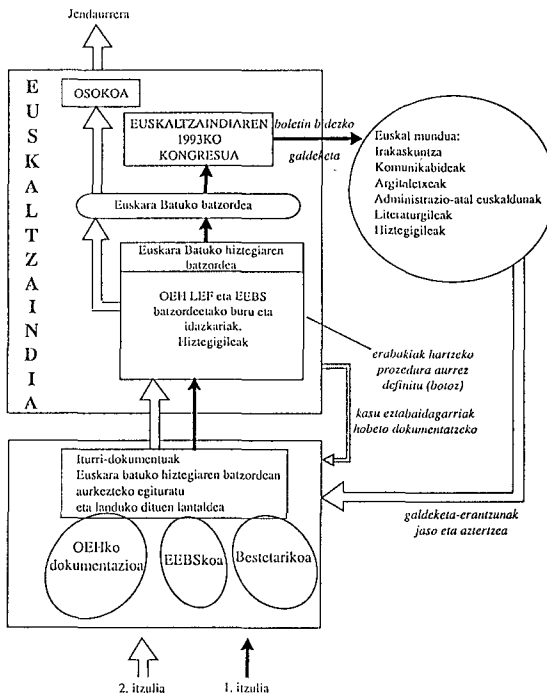 Jendaurrera
EUSKALTZAINDIA
OSOKOA
EUSKALTZAINDIAREN
1993KO
KONGRESUA
boletin bidezko
galdeketa
Euskal mundua:
Irakaskuntza
Komunikabideak
Argitaletxeak
Administrazio-atal euskaldunak
Literaturgileak
Hiztegigileak
Euskara Batuko batzordea
Euskara Batuko hiztegiaren
batzordea
OEH LEF eta EEBS
batzordeetako buru eta
idazkariak.
Hiztegigileak
erabakiak hartzeko
prozedura aurrez
definitu (botoz)
kasu eztabaidagarriak
hobeto dokumentatzeko
Iturri-dokumentuak
Euskara batuko hiztegiaren batzordean
aurkezteko egituratu
eta landuko dituen lantaldea
galdeketa-erantzunak
jaso eta aztertzea
OEHko
dokumentazioa
EEBSkoa
Bestetarikoa
2. itzulia
1. itzulia